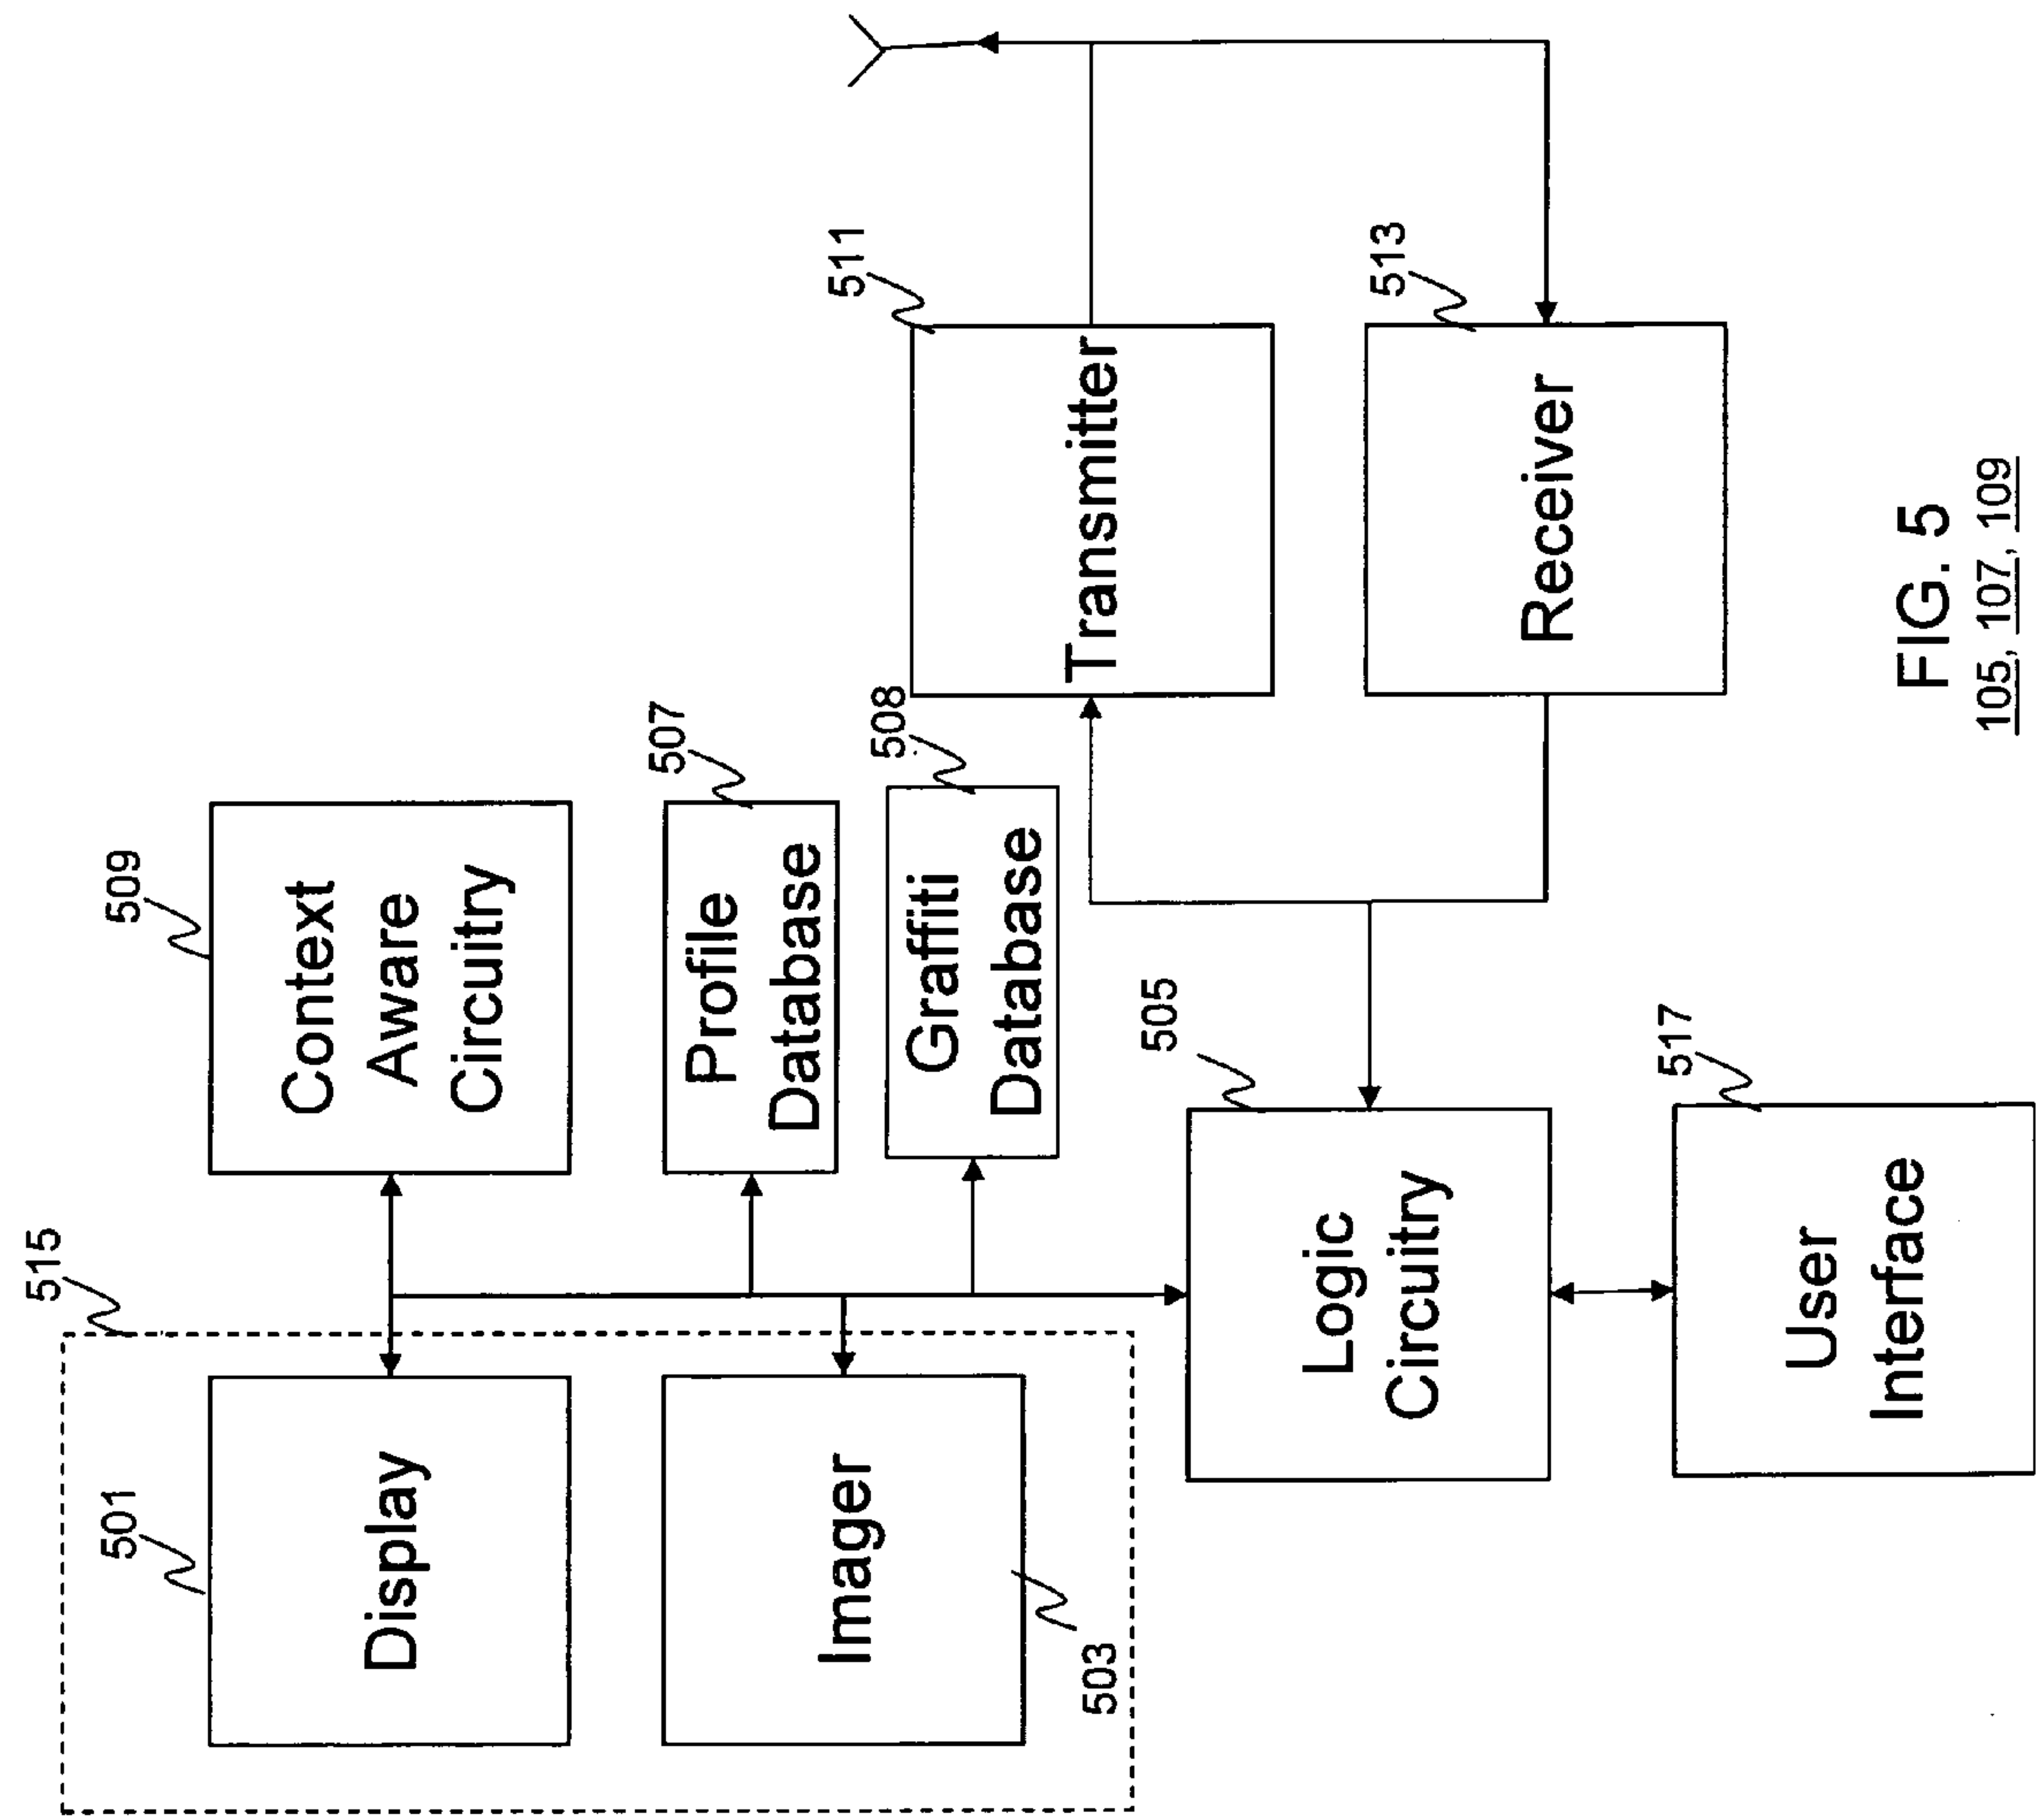 515
501
Display
503
Imager
509
Context
Aware
Circuitry
507
Profile
Database
508
Graffiti
Database
505
Logic
Circuitry
517
User
Interface
511
Transmitter
513
Receiver
FIG. 5
105, 107, 109